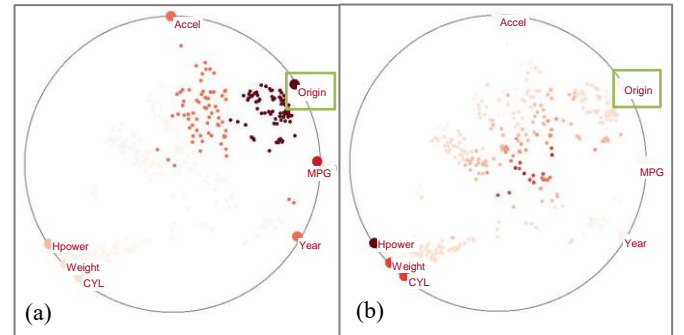 Accel
Origin
MPG
Year
Hpower
Weight
CYL
(a)
Accel
Origin
MPG
Year
Hpower
Weight
CYL
(b)